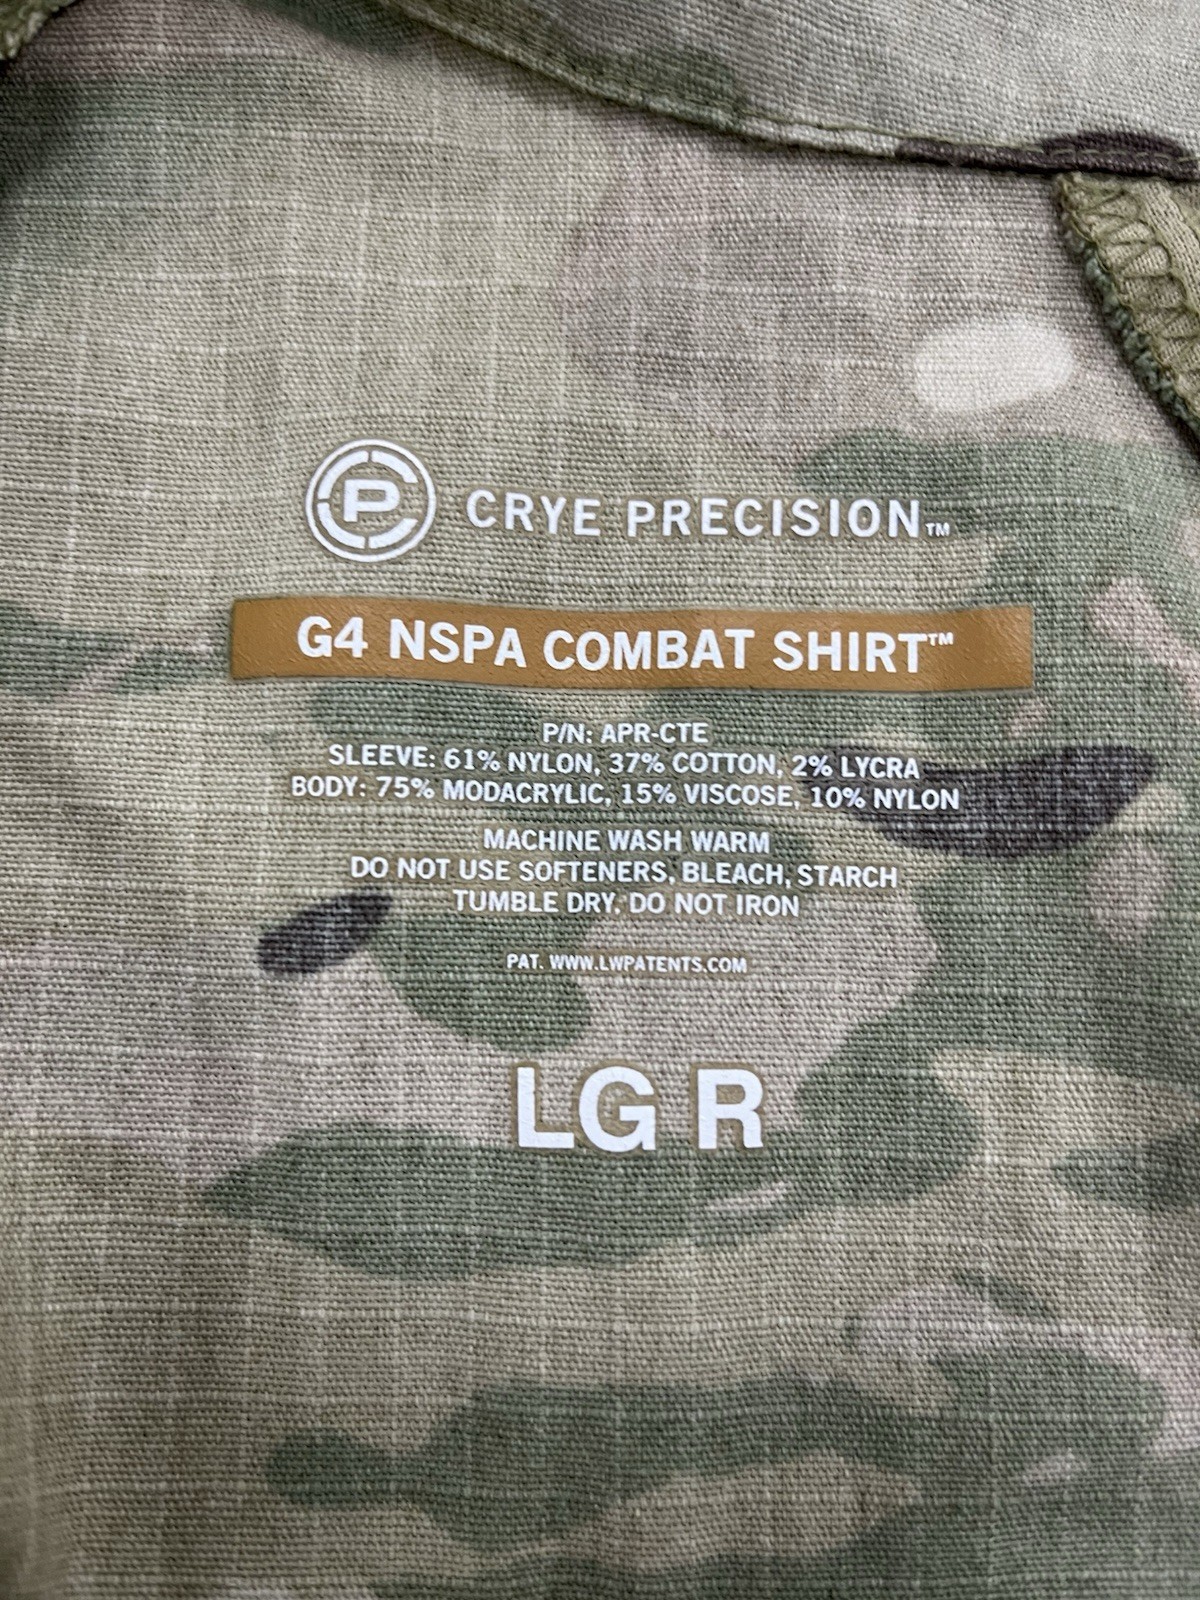 CP CRYE PRECISION™
G4 NSPA COMBAT SHIRT™
P/N: APR-CTE
SLEEVE: 61% NYLON, 37% COTTON, 2% LYCRA
BODY: 75% MODACRYLIC, 15% VISCOSE, 10% NYLON
MACHINE WASH WARM
DO NOT USE SOFTENERS, BLEACH, STARCH
TUMBLE DRY, DO NOT IRON
PAT. WWW.LWPATENTS.COM
LG R